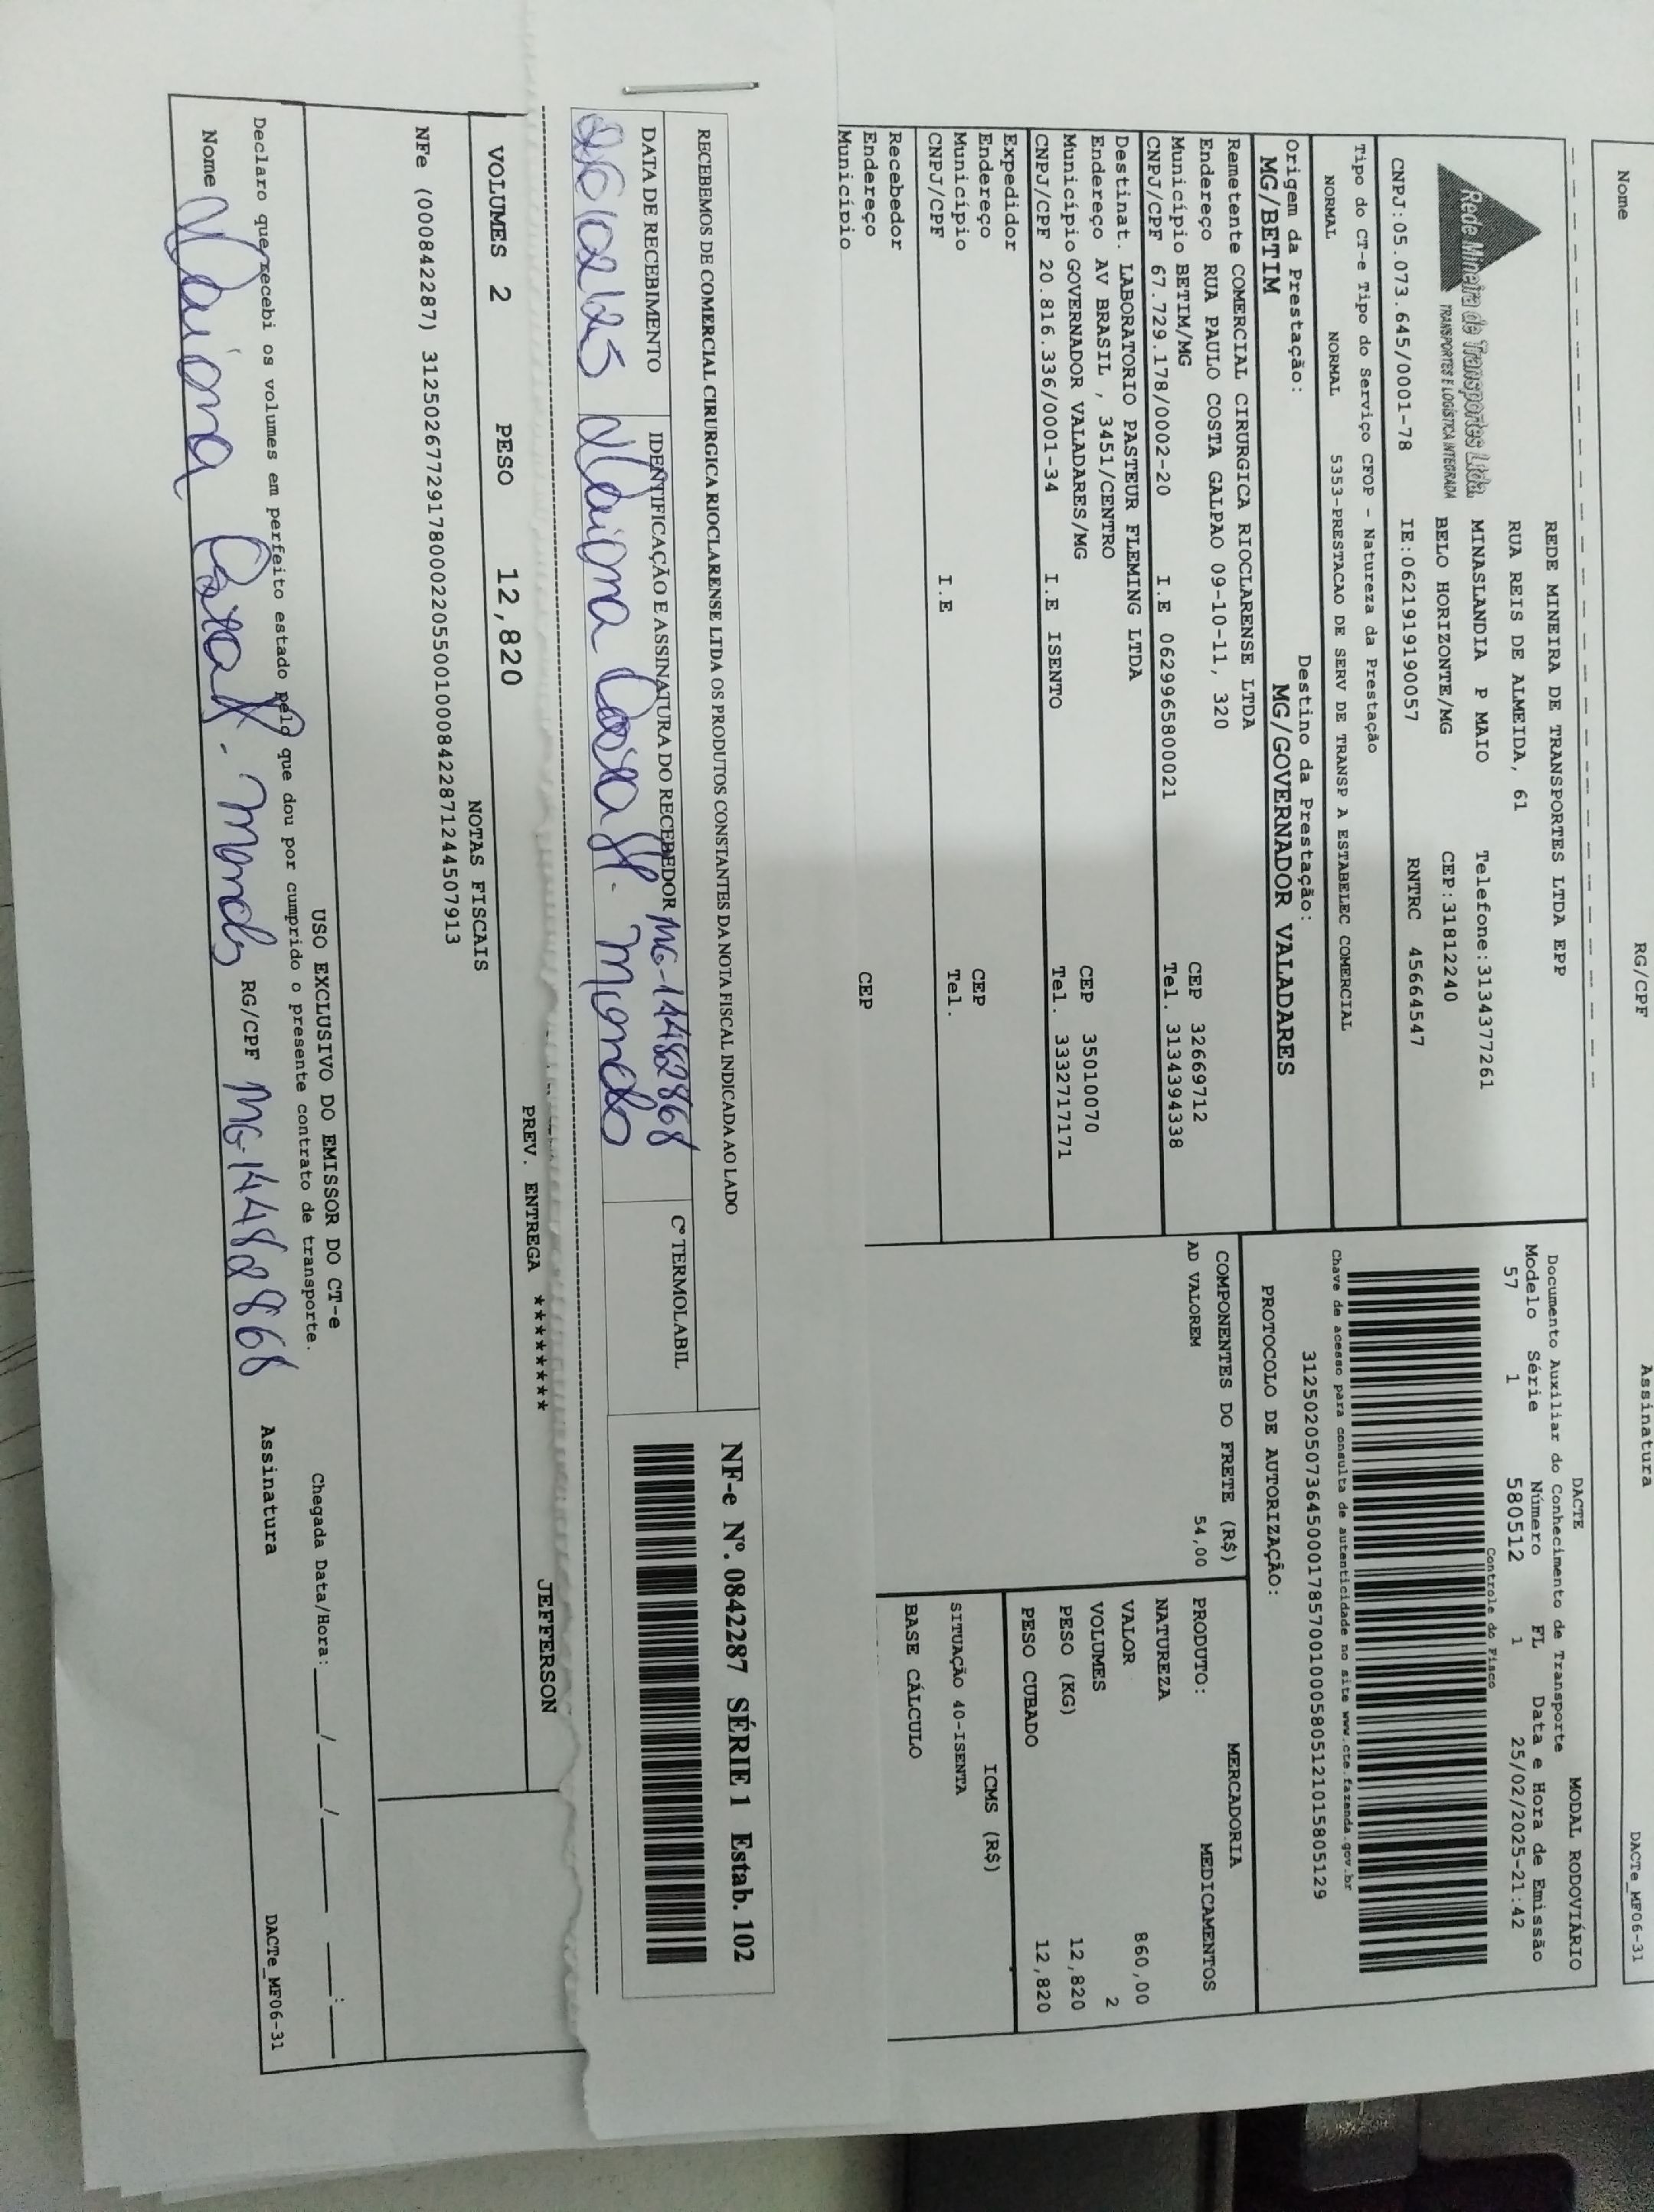 Nome RG/CPF Assinatura DACTe_MF06-31
Rede Mineira de Transportes Ltda.
TRANSPORTES E LOGÍSTICA INTEGRADA
REDE MINEIRA DE TRANSPORTES LTDA EPP
RUA REIS DE ALMEIDA, 61
MINASLANDIA P MAIO Telefone:3134377261
BELO HORIZONTE/MG CEP:31812240
CNPJ:05.073.645/0001-78 IE:0621919190057 RNTRC 45664547
DACTE MODAL RODOVIÁRIO
Documento Auxiliar do Conhecimento de Transporte
Modelo Série Número FL Data e Hora de Emissão
57 1 580512 1 25/02/2025-21:42
Controle do Fisco
Chave de acesso para consulta de autenticidade no site www.cte.fazenda.gov.br
31250205073645000178570010005805121015805129
PROTOCOLO DE AUTORIZAÇÃO:
Tipo do CT-e Tipo do Serviço CFOP - Natureza da Prestação
NORMAL NORMAL 5353-PRESTACAO DE SERV DE TRANSP A ESTABELEC COMERCIAL
Origem da Prestação: Destino da Prestação:
MG/BETIM MG/GOVERNADOR VALADARES
Remetente COMERCIAL CIRURGICA RIOCLARENSE LTDA
Endereço RUA PAULO COSTA GALPAO 09-10-11, 320 CEP 32669712
Município BETIM/MG Tel. 3134394338
CNPJ/CPF 67.729.178/0002-20 I.E 0629965800021
Destinat. LABORATORIO PASTEUR FLEMING LTDA
Endereço AV BRASIL , 3451/CENTRO CEP 35010070
Município GOVERNADOR VALADARES/MG Tel. 3332717171
CNPJ/CPF 20.816.336/0001-34 I.E ISENTO
Expedidor
Endereço CEP
Município Tel.
CNPJ/CPF I.E
Recebedor
Endereço CEP
Município
COMPONENTES DO FRETE (R$)
AD VALOREM 54,00
MERCADORIA
PRODUTO: MEDICAMENTOS
NATUREZA
VALOR 860,00
VOLUMES 2
PESO (KG) 12,820
PESO CUBADO 12,820
ICMS (R$)
SITUAÇÃO 40-ISENTA
BASE CÁLCULO
RECEBEMOS DE COMERCIAL CIRURGICA RIOCLARENSE LTDA OS PRODUTOS CONSTANTES DA NOTA FISCAL INDICADA AO LADO
DATA DE RECEBIMENTO IDENTIFICAÇÃO E ASSINATURA DO RECEBEDOR MG-14482868 Cº TERMOLABIL
26/02/25
NF-e Nº. 0842287 SÉRIE 1 Estab. 102
PREV. ENTREGA ******** JEFFERSON
VOLUMES 2 PESO 12,820
NOTAS FISCAIS
NFe (000842287) 31250267729178000220550010008422871244507913
USO EXCLUSIVO DO EMISSOR DO CT-e
Declaro que recebi os volumes em perfeito estado pelo que dou por cumprido o presente contrato de transporte. Chegada Data/Hora:____/____/______ ___:___
Nome RG/CPF MG-14482868 Assinatura DACTe_MF06-31